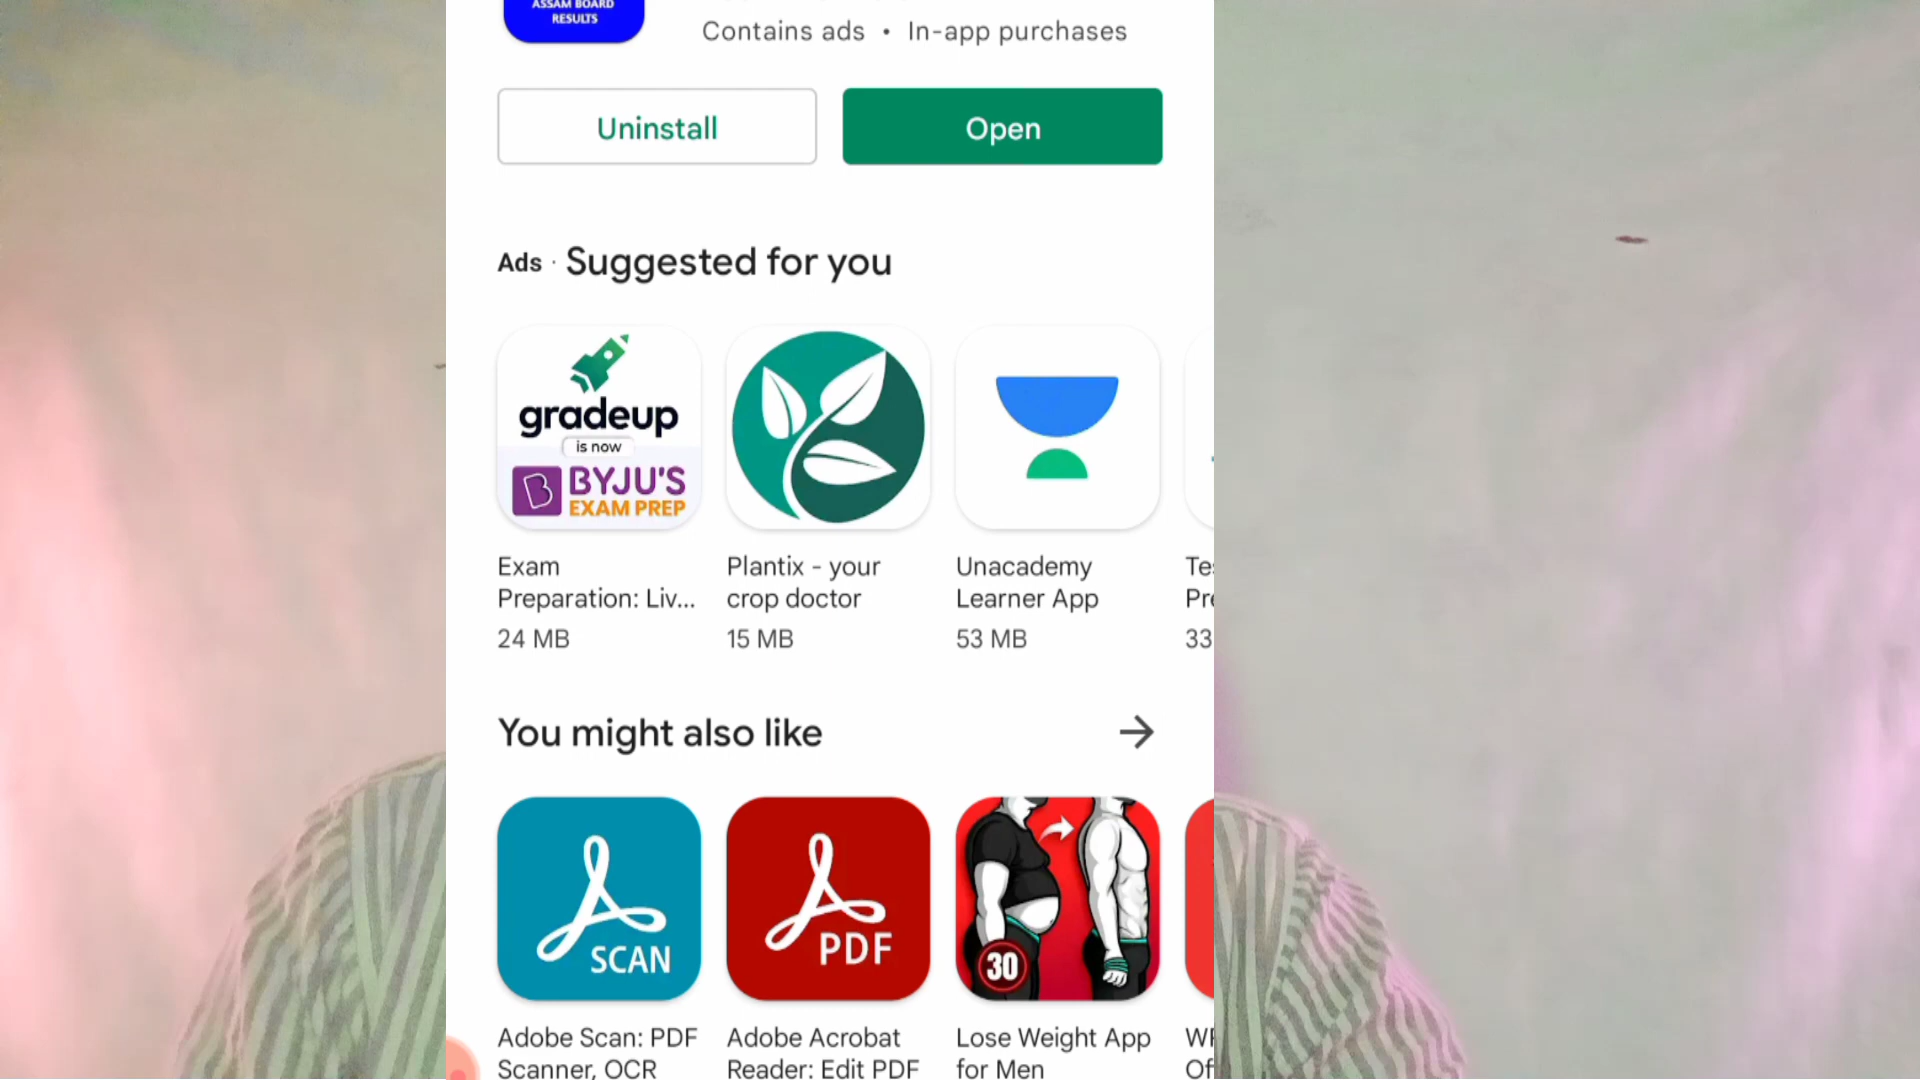 ASSAM BOARD
RESULTS
Contains ads • In-app purchases
Uninstall
Open
Ads · Suggested for you
gradeup
is now
B BYJU'S
EXAM PREP
Exam
Preparation: Liv...
24 MB
Plantix - your
crop doctor
15 MB
Unacademy
Learner App
53 MB
33
You might also like
SCAN
PDF
30
Adobe Scan: PDF
Scanner, OCR
Adobe Acrobat
Reader: Edit PDF
Lose Weight App
for Men